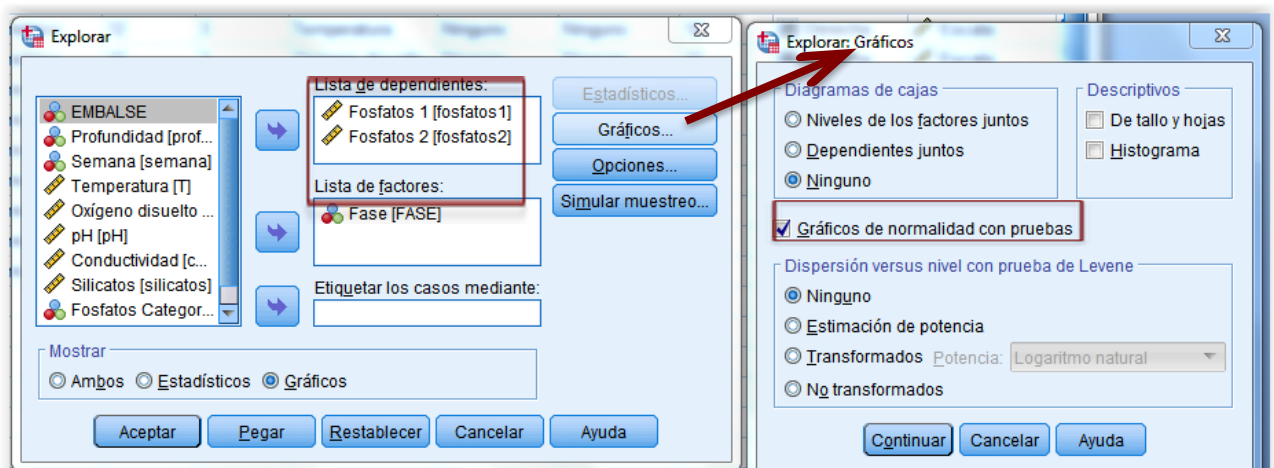 Explorar
EMBALSE
Profundidad [prof...
Semana [semana]
Temperatura [T]
Oxígeno disuelto ...
pH [pH]
Conductividad [c...
Silicatos [silicatos]
Fosfatos Categor...
Lista de dependientes:
Fosfatos 1 [fosfatos1]
Fosfatos 2 [fosfatos2]
Lista de factores:
Fase [FASE]
Etiquetar los casos mediante:
Estadísticos...
Gráficos...
Opciones...
Simular muestreo...
Mostrar
Ambos Estadísticos Gráficos
Aceptar Pegar Restablecer Cancelar Ayuda
Explorar: Gráficos
Diagramas de cajas
Niveles de los factores juntos
Dependientes juntos
Ninguno
Descriptivos
De tallo y hojas
Histograma
Gráficos de normalidad con pruebas
Dispersión versus nivel con prueba de Levene
Ninguno
Estimación de potencia
Transformados Potencia: Logaritmo natural
No transformados
Continuar Cancelar Ayuda